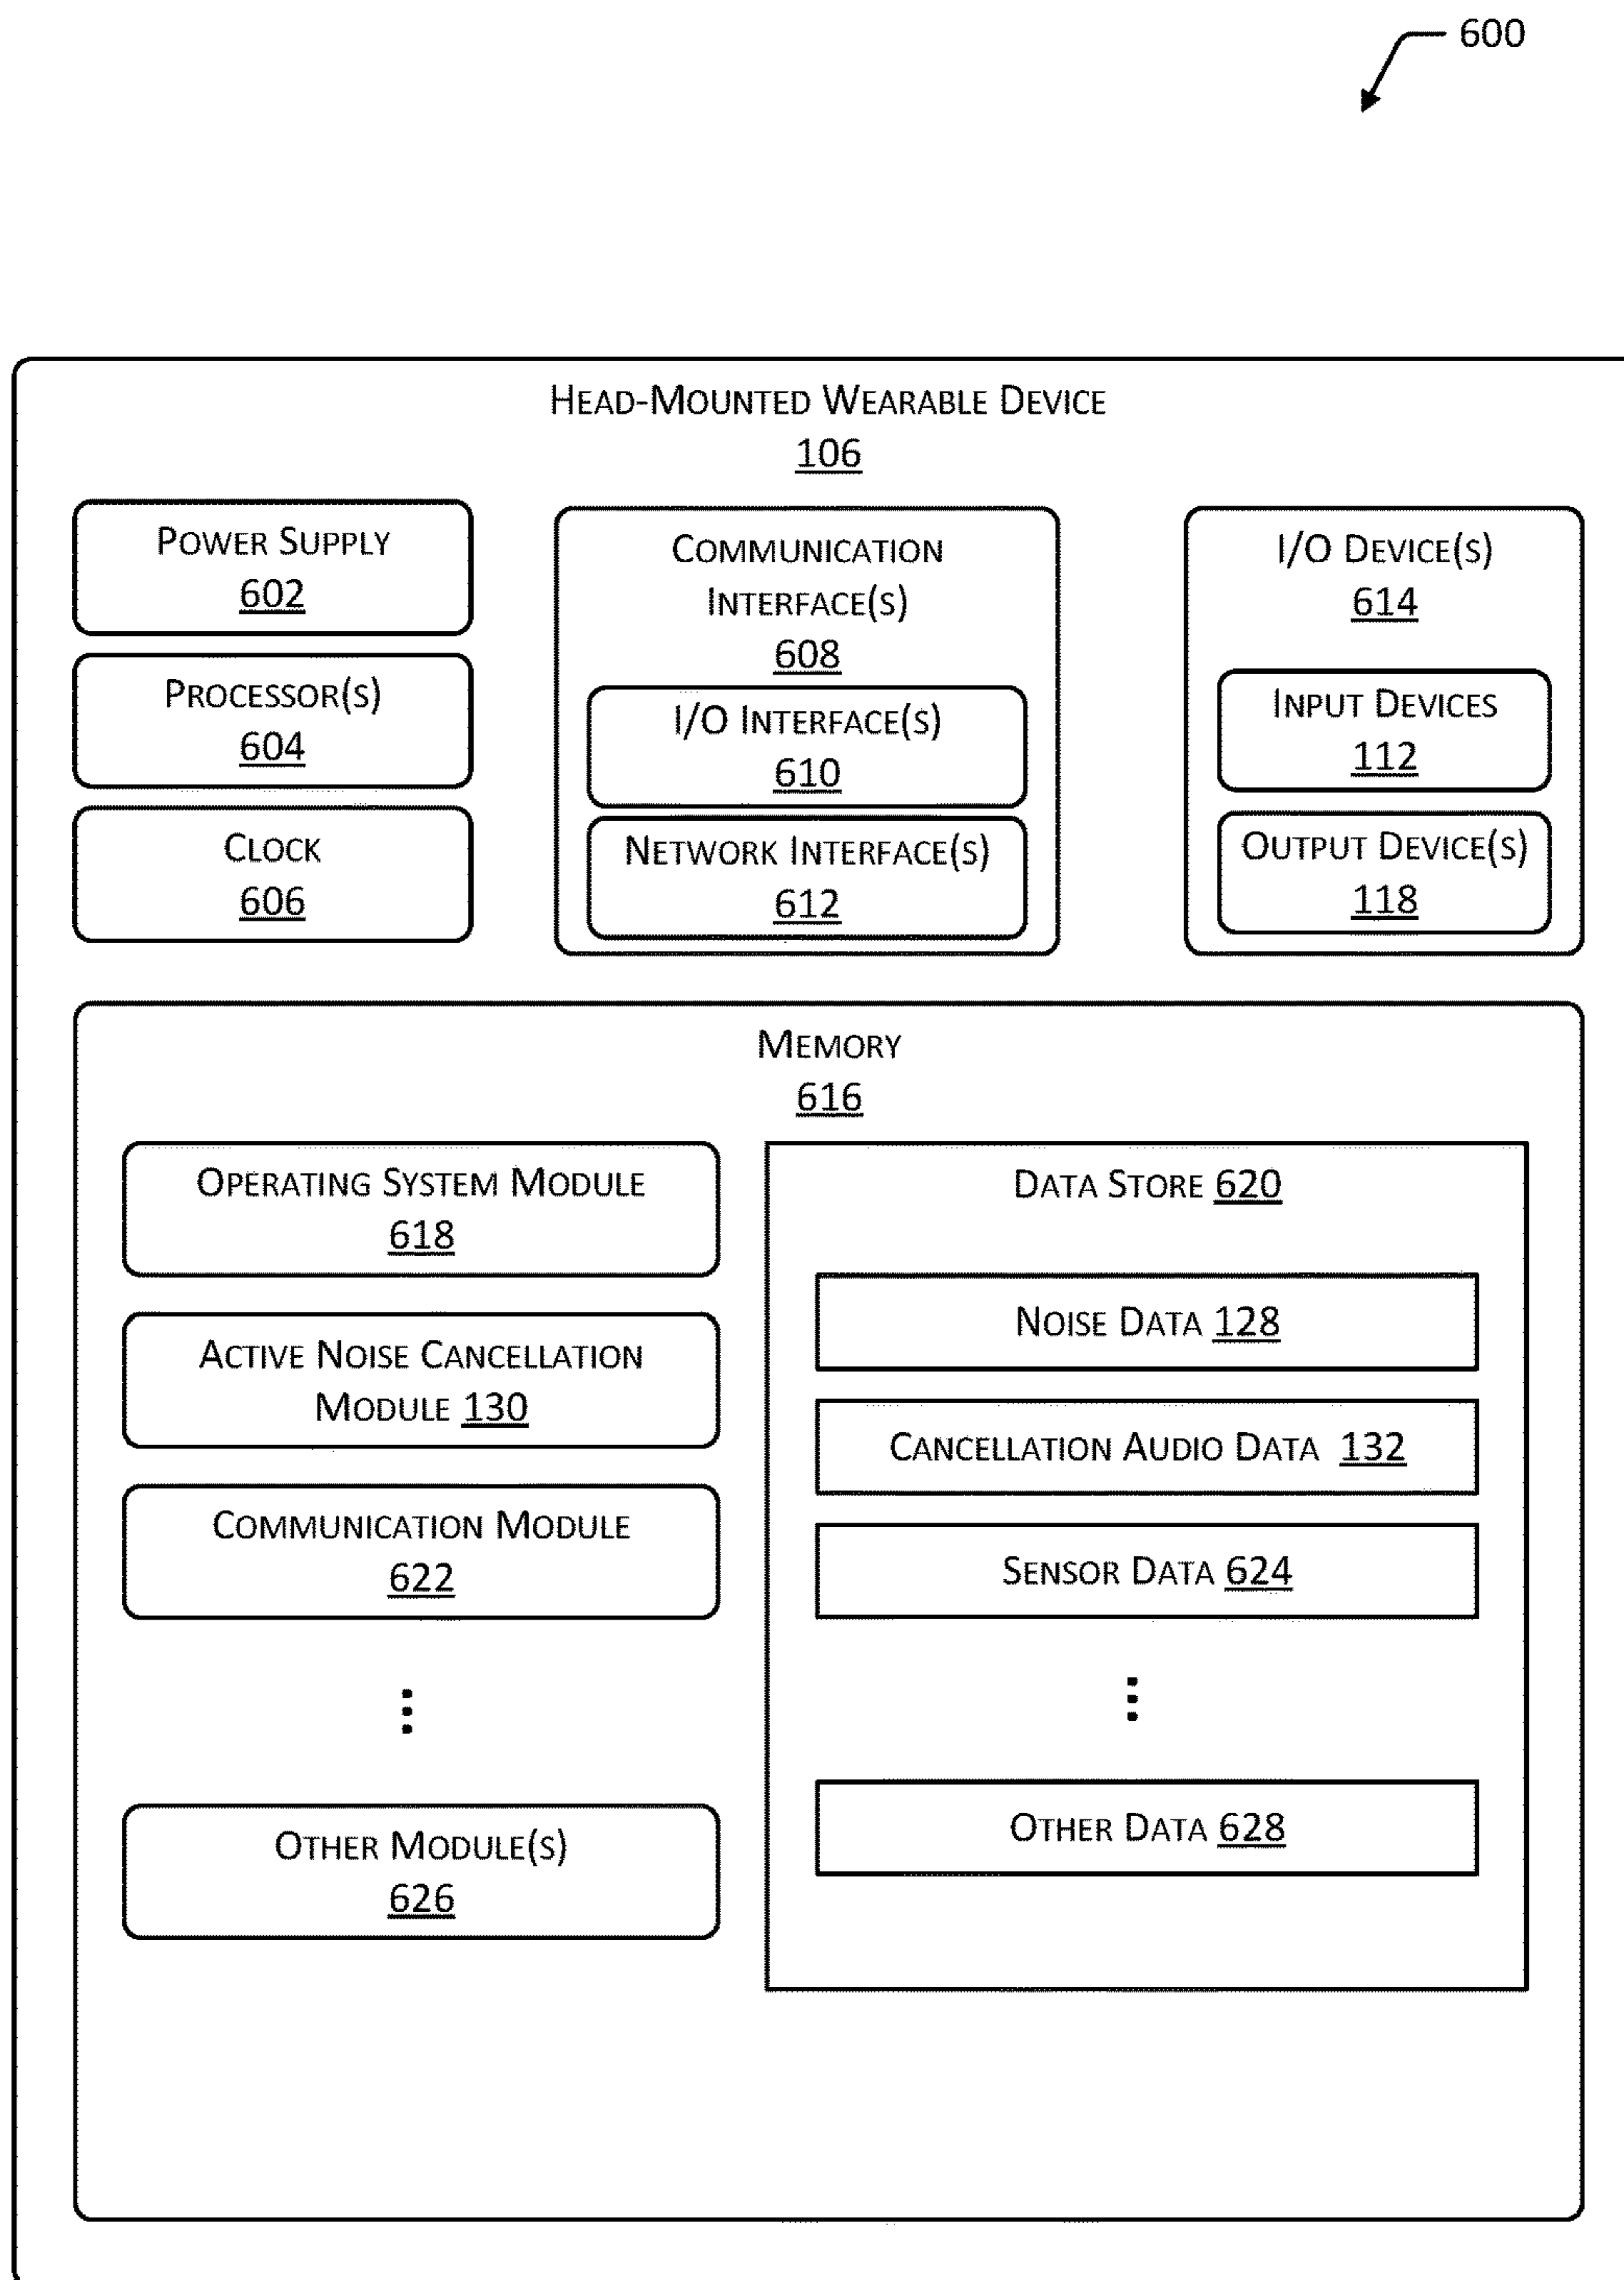 600
HEAD-MOUNTED WEARABLE DEVICE
106
POWER SUPPLY
602
PROCESSOR(S)
604
CLOCK
606
COMMUNICATION
INTERFACE(S)
608
I/O INTERFACE(S)
610
NETWORK INTERFACE(S)
612
I/O DEVICE(S)
614
INPUT DEVICES
112
OUTPUT DEVICE(S)
118
MEMORY
616
OPERATING SYSTEM MODULE
618
ACTIVE NOISE CANCELLATION
MODULE 130
COMMUNICATION MODULE
622
OTHER MODULE(S)
626
DATA STORE 620
NOISE DATA 128
CANCELLATION AUDIO DATA 132
SENSOR DATA 624
OTHER DATA 628